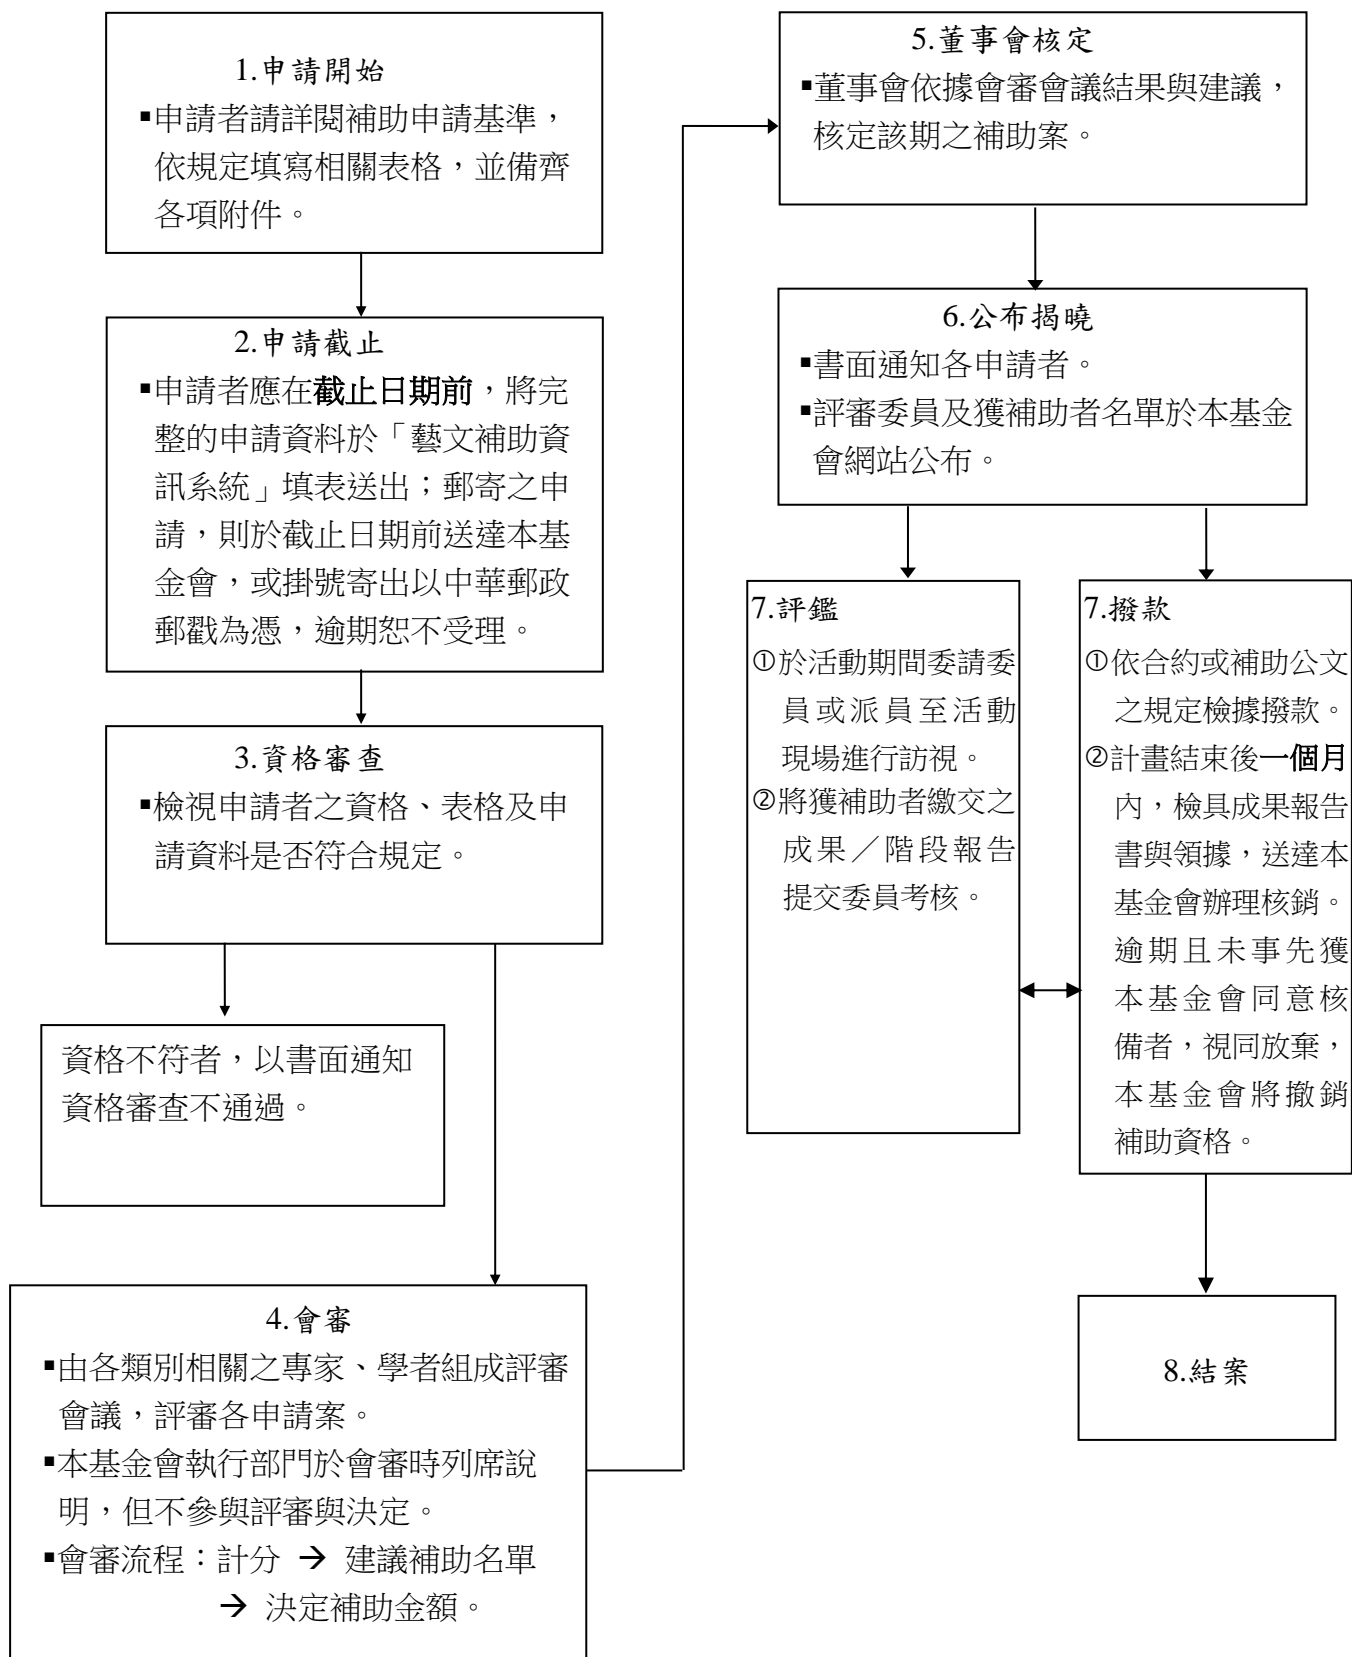 1.申請開始
▪申請者請詳閱補助申請基準，
依規定填寫相關表格，並備齊
各項附件。
2.申請截止
▪申請者應在截止日期前，將完
整的申請資料於「藝文補助資
訊系統」填表送出；郵寄之申
請，則於截止日期前送達本基
金會，或掛號寄出以中華郵政
郵戳為憑，逾期恕不受理。
3.資格審查
▪檢視申請者之資格、表格及申
請資料是否符合規定。
資格不符者，以書面通知
資格審查不通過。
4.會審
▪由各類別相關之專家、學者組成評審
會議，評審各申請案。
▪本基金會執行部門於會審時列席說
明，但不參與評審與決定。
▪會審流程：計分 → 建議補助名單
→ 決定補助金額。
5.董事會核定
▪董事會依據會審會議結果與建議，
核定該期之補助案。
6.公布揭曉
▪書面通知各申請者。
▪評審委員及獲補助者名單於本基金
會網站公布。
7.評鑑
①於活動期間委請委
員或派員至活動
現場進行訪視。
②將獲補助者繳交之
成果／階段報告
提交委員考核。
7.撥款
①依合約或補助公文
之規定檢據撥款。
②計畫結束後一個月
內，檢具成果報告
書與領據，送達本
基金會辦理核銷。
逾期且未事先獲
本基金會同意核
備者，視同放棄，
本基金會將撤銷
補助資格。
8.結案